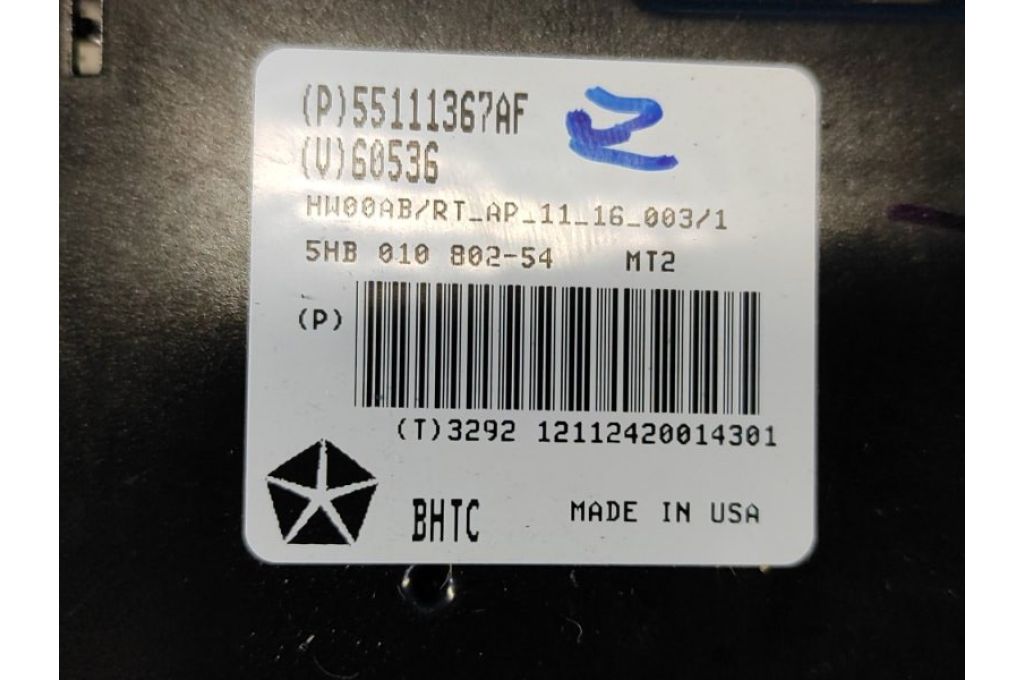 (P)55111367AF
(V)60536
HW00AB/RT_AP_11_16_003/1
5HB 010 802-54 MT2
(P)
(T)3292 12112420014301
BHTC MADE IN USA